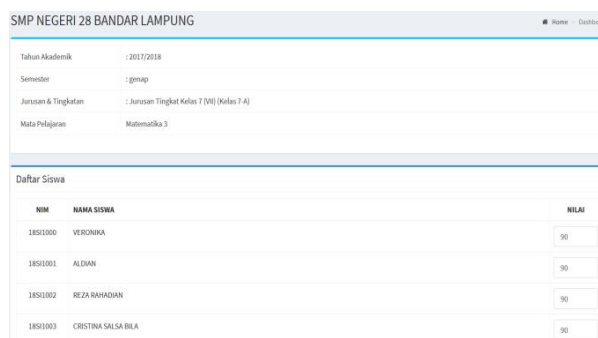 SMP NEGERI 28 BANDAR LAMPUNG
Home
Tahun Akademik : 2017/2018
Semester : genap
Jurusan & Tingkatan : Jurusan Tingkat Kelas 7 (VII) (Kelas 7-A)
Mata Pelajaran Matematika 3
Daftar Siswa
NIM NAMA SISWA NILAI
18SI1000 VERONIKA 90
18SI1001 ALDIAN 90
18SI1002 REZA RAHADIAN 90
18SI1003 CRISTINA SALSA BILA 90